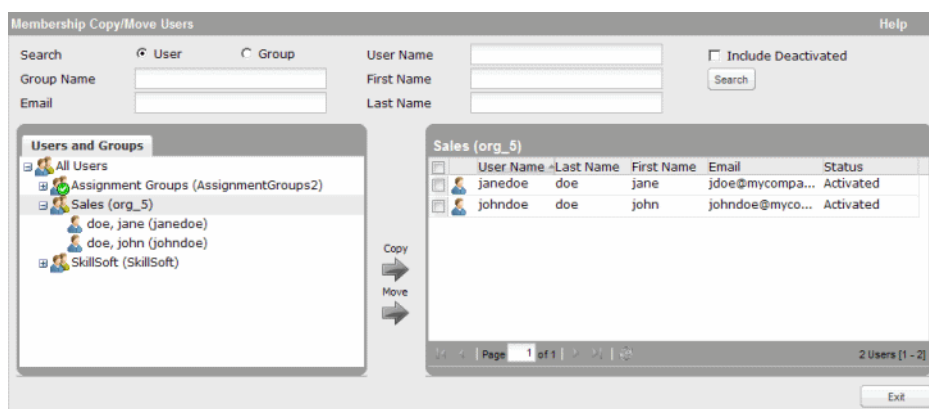 Membership Copy/Move Users Help
Search User Group User Name Include Deactivated
Group Name First Name Search
Email Last Name
Users and Groups
All Users
Assignment Groups (AssignmentGroups2)
Sales (org_5)
doe, jane (janedoe)
doe, john (johndoe)
SkillSoft (SkillSoft)
Copy
Move
Sales (org_5)
User Name Last Name First Name Email Status
janedoe doe jane jdoe@mycompa... Activated
johndoe doe john johndoe@myco... Activated
Page 1 of 1 2 Users [1 - 2]
Exit